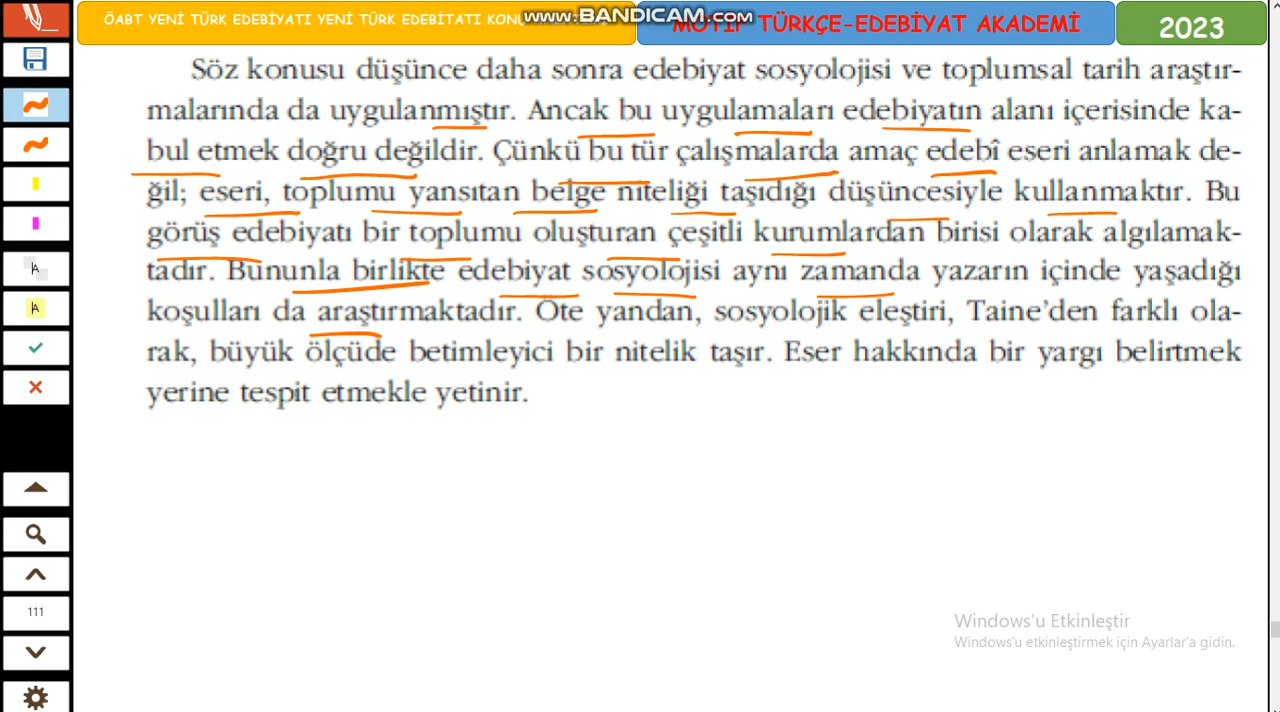 ÖABT YENİ TÜRK EDEBİYATI YENİ TÜRK EDEBİTATI KONU
www.BANDICAM.com
MOTİF TÜRKÇE-EDEBİYAT AKADEMİ
2023
Söz konusu düşünce daha sonra edebiyat sosyolojisi ve toplumsal tarih araştır-
malarında da uygulanmıştır. Ancak bu uygulamaları edebiyatın alanı içerisinde ka-
bul etmek doğru değildir. Çünkü bu tür çalışmalarda amaç edebî eseri anlamak de-
ğil; eseri, toplumu yansıtan belge niteliği taşıdığı düşüncesiyle kullanmaktır. Bu
görüş edebiyatı bir toplumu oluşturan çeşitli kurumlardan birisi olarak algılamak-
tadır. Bununla birlikte edebiyat sosyolojisi aynı zamanda yazarın içinde yaşadığı
koşulları da araştırmaktadır. Öte yandan, sosyolojik eleştiri, Taine'den farklı ola-
rak, büyük ölçüde betimleyici bir nitelik taşır. Eser hakkında bir yargı belirtmek
yerine tespit etmekle yetinir.
A
A
111
Windows'u Etkinleştir
Windows'u etkinleştirmek için Ayarlar'a gidin.